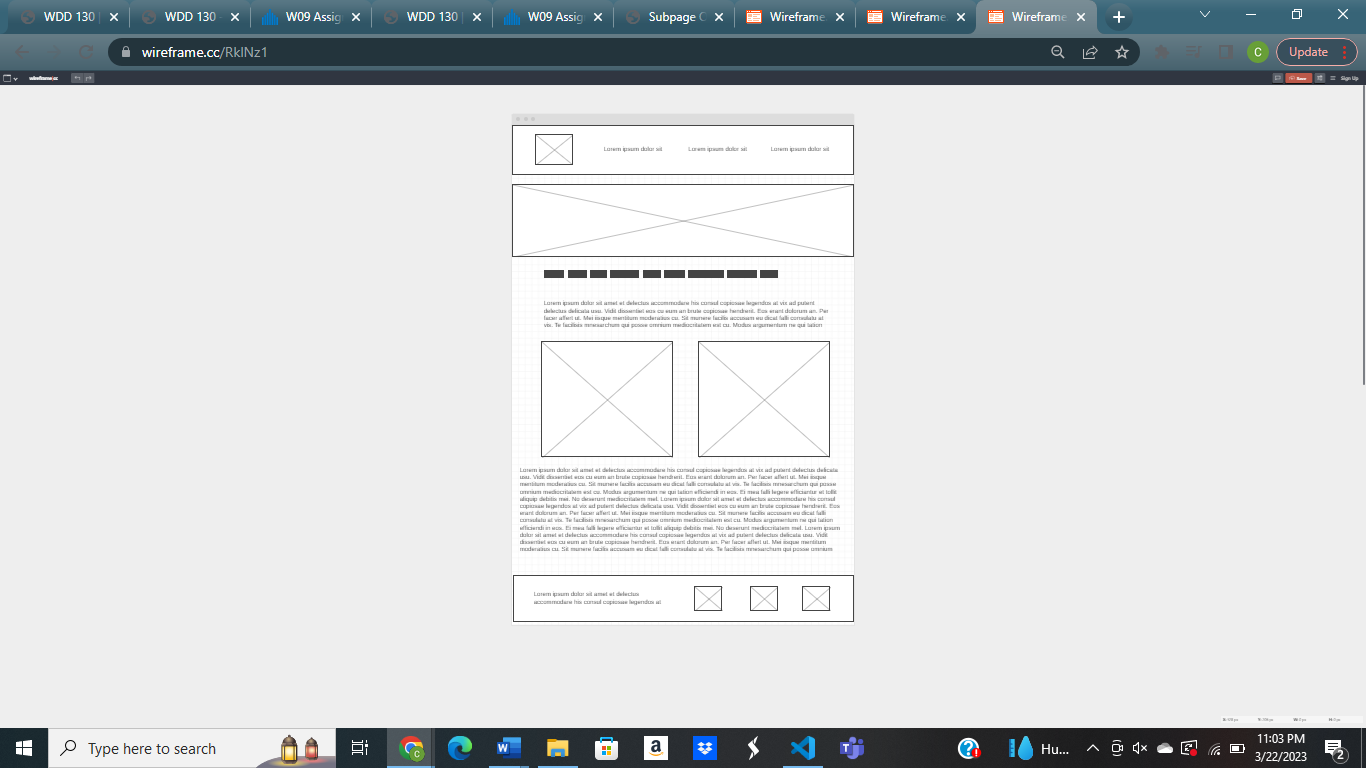 WDD 130
WDD 130
W09 Assig
WDD 130
W09 Assig
Subpage C
Wireframe
Wireframe
Wireframe
wireframe.cc/RkINz1
C
Update
wireframe.cc
Save
Sign Up
Lorem ipsum dolor sit
Lorem ipsum dolor sit
Lorem ipsum dolor sit
Lorem ipsum dolor sit amet et delectus accommodare his consul copiosae legendos at vix ad putent
delectus delicata usu. Vidit dissentiet eos cu eum an brute copiosae hendrerit. Eos erant dolorum an. Per
facer affert ut. Mei iisque mentitum moderatius cu. Sit munere facilis accusam eu dicat falli consulatu at
vis. Te facilisis mnesarchum qui posse omnium mediocritatem est cu. Modus argumentum ne qui tation
Lorem ipsum dolor sit amet et delectus accommodare his consul copiosae legendos at vix ad putent delectus delicata
usu. Vidit dissentiet eos cu eum an brute copiosae hendrerit. Eos erant dolorum an. Per facer affert ut. Mei iisque
mentitum moderatius cu. Sit munere facilis accusam eu dicat falli consulatu at vis. Te facilisis mnesarchum qui posse
omnium mediocritatem est cu. Modus argumentum ne qui tation efficiendi in eos. Ei mea falli legere efficiantur et tollit
aliquip debitis mei. No deserunt mediocritatem mel. Lorem ipsum dolor sit amet et delectus accommodare his consul
copiosae legendos at vix ad putent delectus delicata usu. Vidit dissentiet eos cu eum an brute copiosae hendrerit. Eos
erant dolorum an. Per facer affert ut. Mei iisque mentitum moderatius cu. Sit munere facilis accusam eu dicat falli
consulatu at vis. Te facilisis mnesarchum qui posse omnium mediocritatem est cu. Modus argumentum ne qui tation
efficiendi in eos. Ei mea falli legere efficiantur et tollit aliquip debitis mei. No deserunt mediocritatem mel. Lorem ipsum
dolor sit amet et delectus accommodare his consul copiosae legendos at vix ad putent delectus delicata usu. Vidit
dissentiet eos cu eum an brute copiosae hendrerit. Eos erant dolorum an. Per facer affert ut. Mei iisque mentitum
moderatius cu. Sit munere facilis accusam eu dicat falli consulatu at vis. Te facilisis mnesarchum qui posse omnium
Lorem ipsum dolor sit amet et delectus
accommodare his consul copiosae legendos at
Type here to search
Hu...
11:03 PM
3/22/2023
2